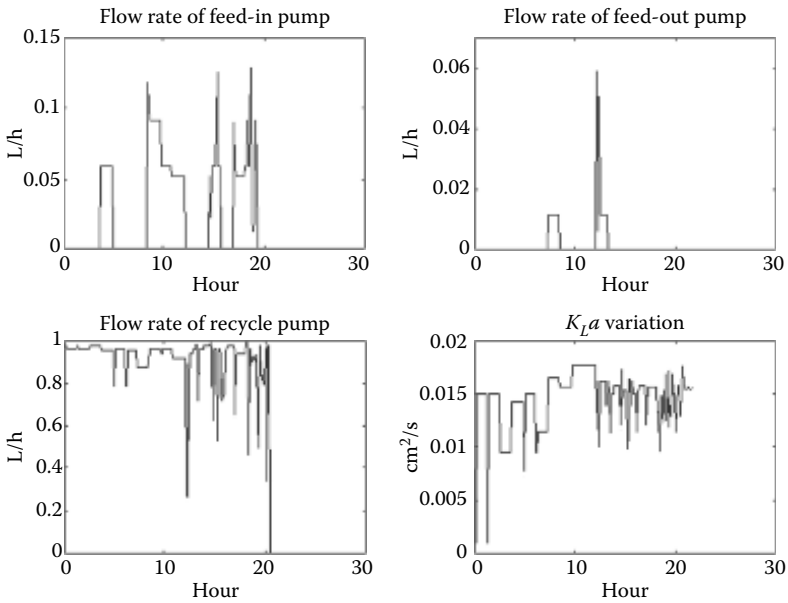 Flow rate of feed-in pump
0.15
0.1
0.05
0
L/h
0 10 20 30
Hour
Flow rate of feed-out pump
0.06
0.04
0.02
0
L/h
0 10 20 30
Hour
Flow rate of recycle pump
1
0.8
0.6
0.4
0.2
0
L/h
0 10 20 30
Hour
K_La variation
0.02
0.015
0.01
0.005
0
cm²/s
0 10 20 30
Hour